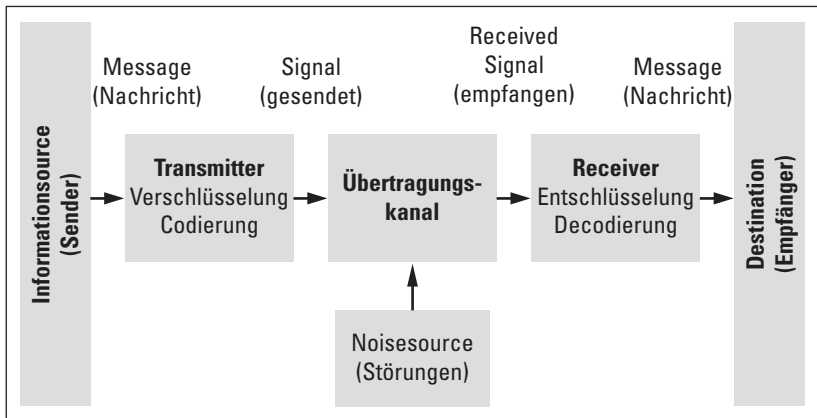 Informationsource
(Sender)
Message
(Nachricht)
Signal
(gesendet)
Received
Signal
(empfangen)
Message
(Nachricht)
Transmitter
Verschlüsselung
Codierung
Übertragungs-
kanal
Receiver
Entschlüsselung
Decodierung
Noisesource
(Störungen)
Destination
(Empfänger)